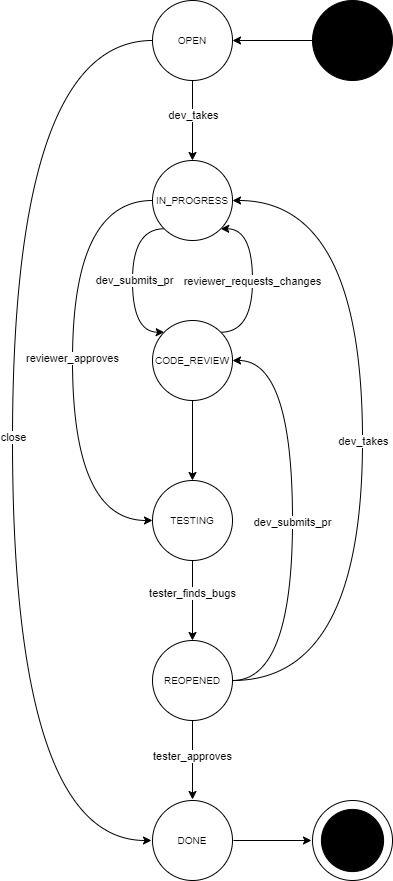 OPEN
dev_takes
IN_PROGRESS
dev_submits_pr
reviewer_requests_changes
reviewer_approves
CODE_REVIEW
close
dev_takes
TESTING
dev_submits_pr
tester_finds_bugs
REOPENED
tester_approves
DONE